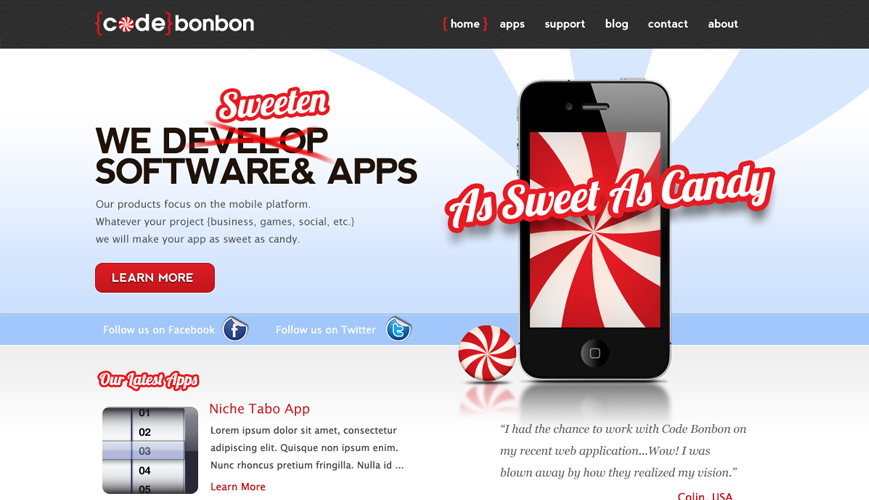 {code}bonbon
{ home }
apps
support
blog
contact
about
Sweeten
WE DEVELOP
SOFTWARE& APPS
Our products focus on the mobile platform.
Whatever your project {business, games, social, etc.}
we will make your app as sweet as candy.
LEARN MORE
As Sweet As Candy
Follow us on Facebook
f
Follow us on Twitter
t
Our Latest Apps
01
02
03
04
05
Niche Tabo App
Lorem ipsum dolor sit amet, consectetur
adipiscing elit. Quisque non ipsum enim.
Nunc rhoncus pretium fringilla. Nulla id ...
Learn More
“I had the chance to work with Code Bonbon on
my recent web application...Wow! I was
blown away by how they realized my vision.”
Colin, USA